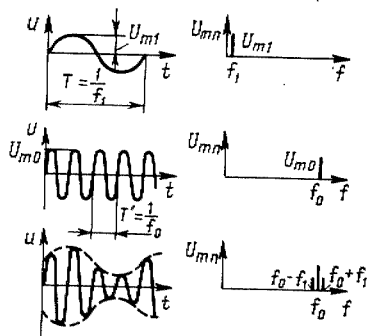 u
U_m1
t
T = 1/f_1
U_mn
U_m1
f_1
f
u
U_m0
t
T' = 1/f_0
U_mn
U_m0
f_0
f
u
t
U_mn
f_0-f_1
f_0+f_1
f_0
f